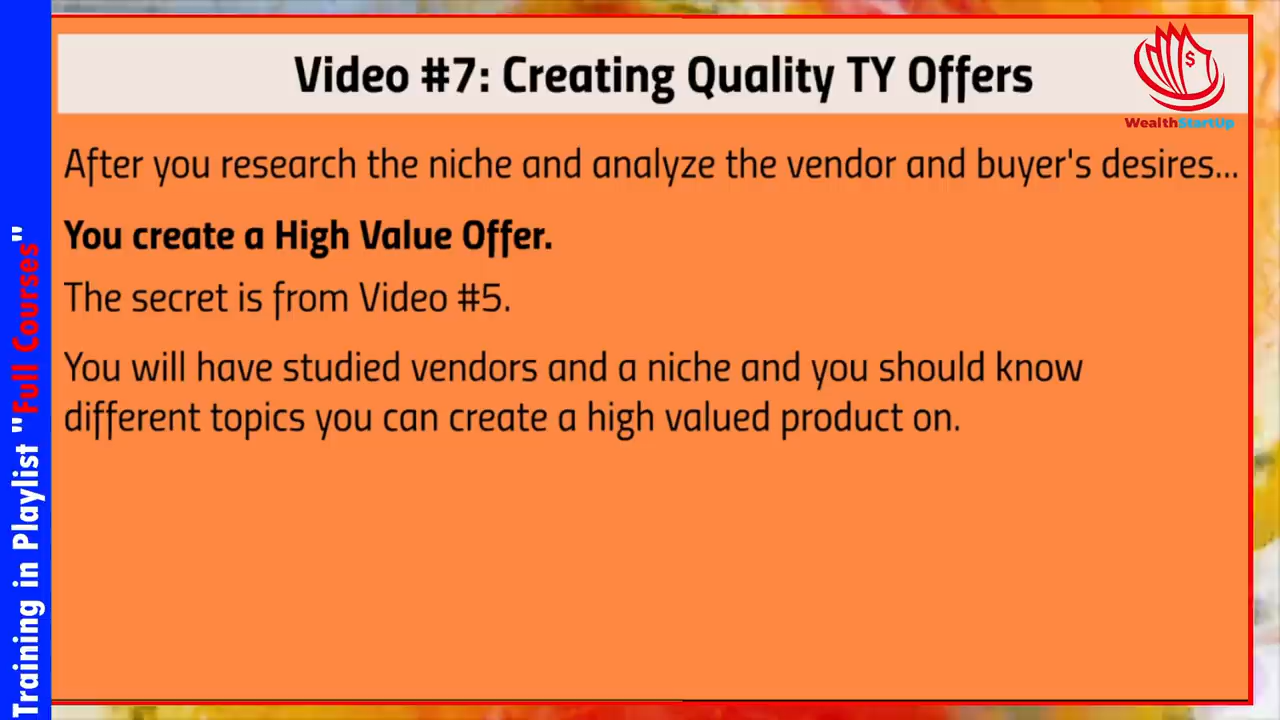 Video #7: Creating Quality TY Offers
$
WealthStartUp
After you research the niche and analyze the vendor and buyer's desires...
You create a High Value Offer.
The secret is from Video #5.
You will have studied vendors and a niche and you should know
different topics you can create a high valued product on.
Training in Playlist "Full Courses"